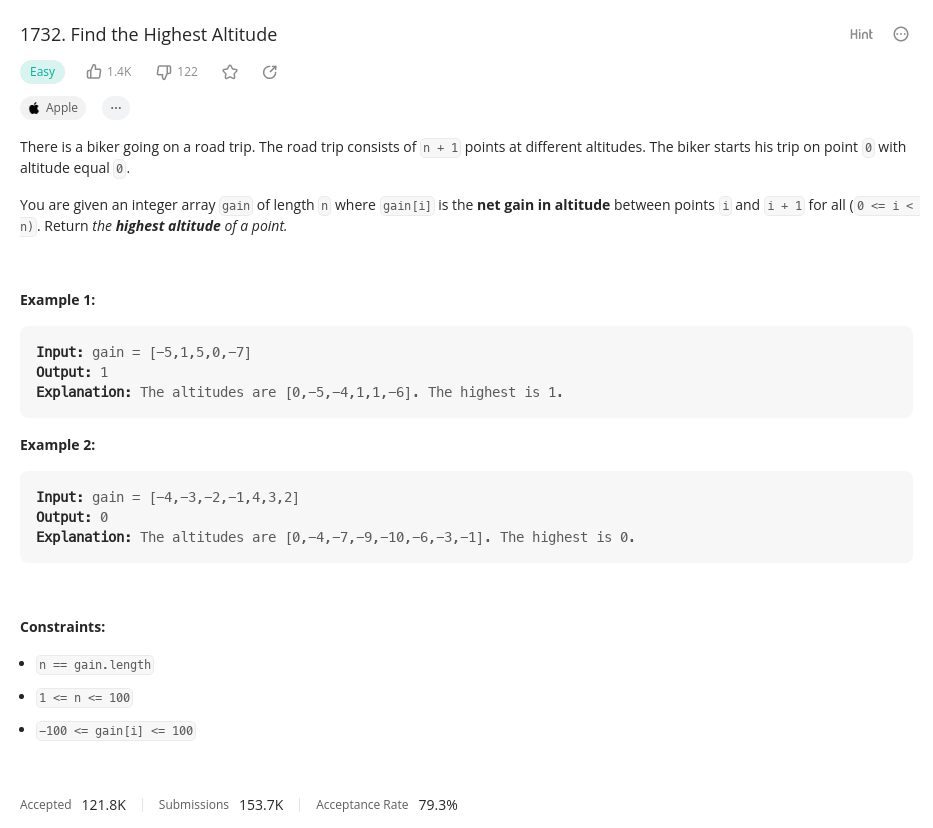 1732. Find the Highest Altitude
Hint
Easy 1.4K 122
Apple ...
There is a biker going on a road trip. The road trip consists of n + 1 points at different altitudes. The biker starts his trip on point 0 with
altitude equal 0.
You are given an integer array gain of length n where gain[i] is the net gain in altitude between points i and i + 1 for all (0 <= i <
n). Return the highest altitude of a point.
Example 1:
Input: gain = [-5,1,5,0,-7]
Output: 1
Explanation: The altitudes are [0,-5,-4,1,1,-6]. The highest is 1.
Example 2:
Input: gain = [-4,-3,-2,-1,4,3,2]
Output: 0
Explanation: The altitudes are [0,-4,-7,-9,-10,-6,-3,-1]. The highest is 0.
Constraints:
n == gain.length
1 <= n <= 100
-100 <= gain[i] <= 100
Accepted 121.8K Submissions 153.7K Acceptance Rate 79.3%